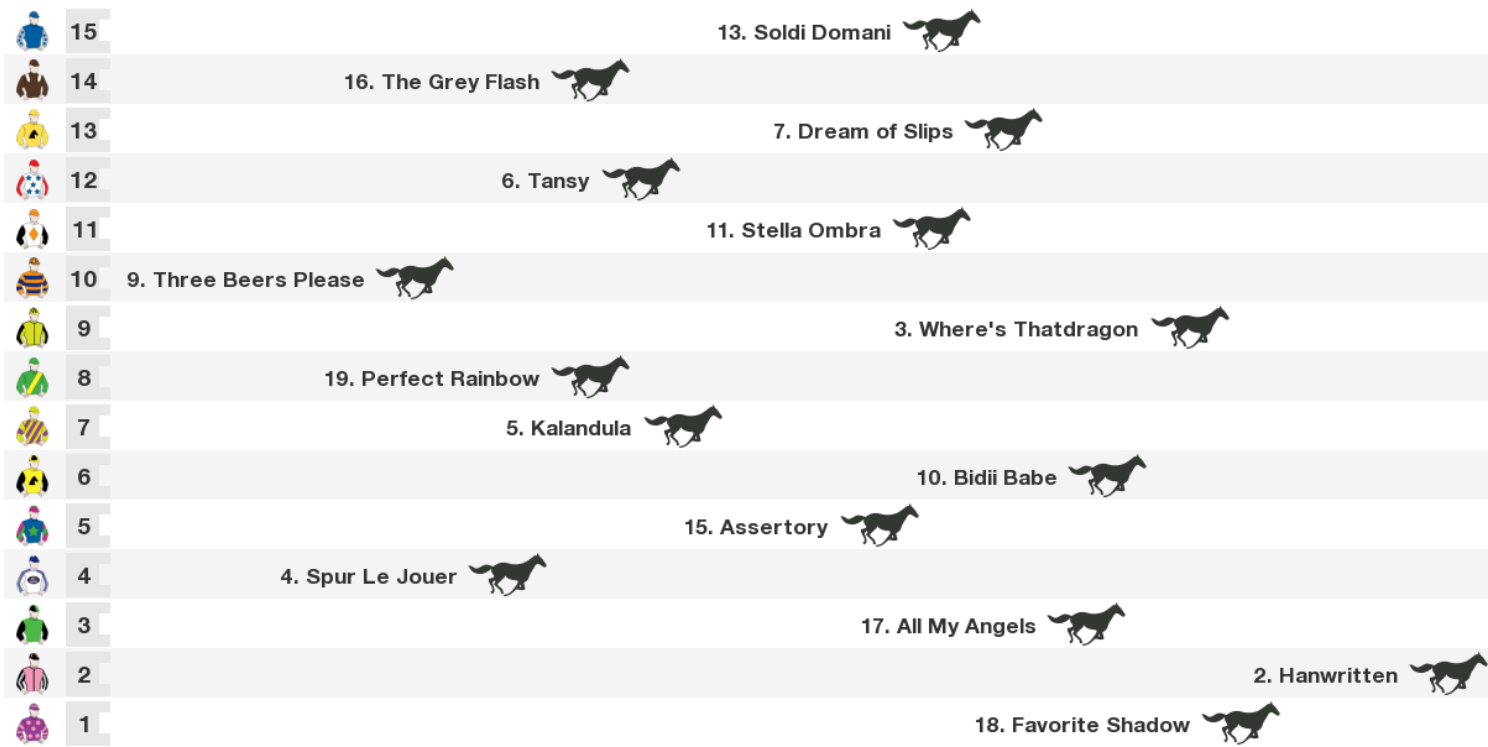 15 13. Soldi Domani
14 16. The Grey Flash
13 7. Dream of Slips
12 6. Tansy
11 11. Stella Ombra
10 9. Three Beers Please
9 3. Where's Thatdragon
8 19. Perfect Rainbow
7 5. Kalandula
6 10. Bidii Babe
5 15. Assertory
4 4. Spur Le Jouer
3 17. All My Angels
2 2. Hanwritten
1 18. Favorite Shadow